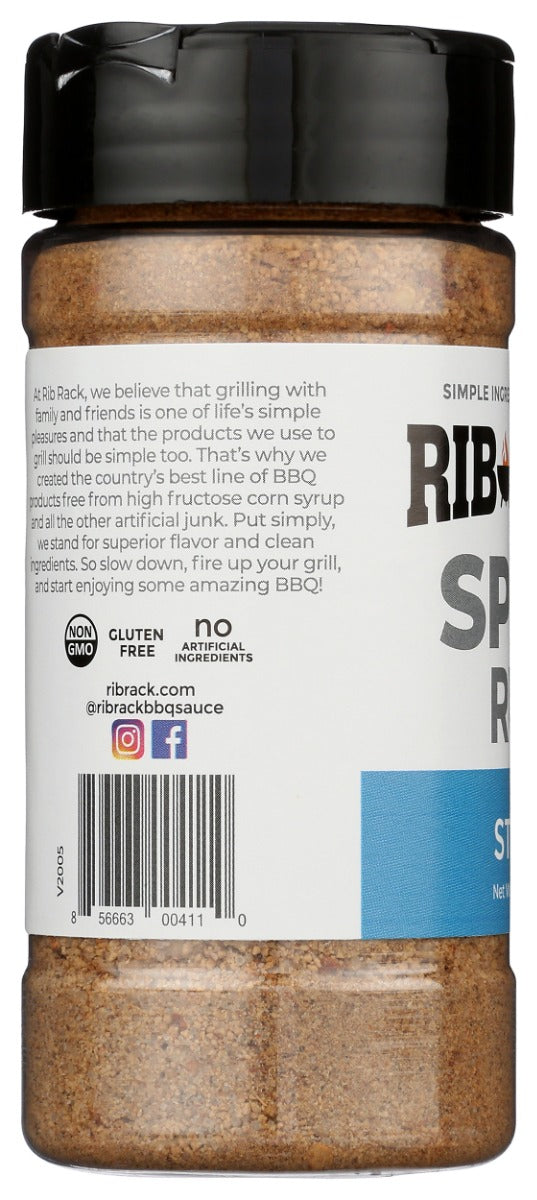 At Rib Rack, we believe that grilling with
family and friends is one of life's simple
pleasures and that the products we use to
grill should be simple too. That's why we
created the country's best line of BBQ
products free from high fructose corn syrup
and all the other artificial junk. Put simply,
we stand for superior flavor and clean
ingredients. So slow down, fire up your grill,
and start enjoying some amazing BBQ!
NON
GMO
GLUTEN
FREE
no
ARTIFICIAL
INGREDIENTS
ribrack.com
@ribrackbbqsauce
V2005
8 56663 00411 0
SIMPLE INGRE
RIB
SP
R
ST
Net W